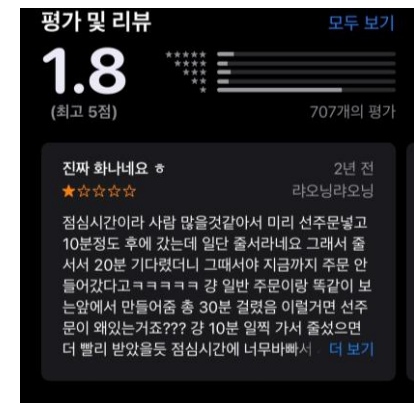 평가 및 리뷰 모두 보기
1.8
★★★★★
★★★★
★★★
★★
★
(최고 5점) 707개의 평가
진짜 화나네요 ㅎ 2년 전
★☆☆☆☆ 랴오닝랴오닝
점심시간이라 사람 많을것같아서 미리 선주문넣고
10분정도 후에 갔는데 일단 줄서라네요 그래서 줄
서서 20분 기다렸더니 그때서야 지금까지 주문 안
들어갔다고ㅋㅋㅋㅋㅋ 걍 일반 주문이랑 똑같이 보
는앞에서 만들어줌 총 30분 걸렸음 이럴거면 선주
문이 왜있는거죠??? 걍 10분 일찍 가서 줄섰으면
더 빨리 받았을듯 점심시간에 너무바빠서 더 보기